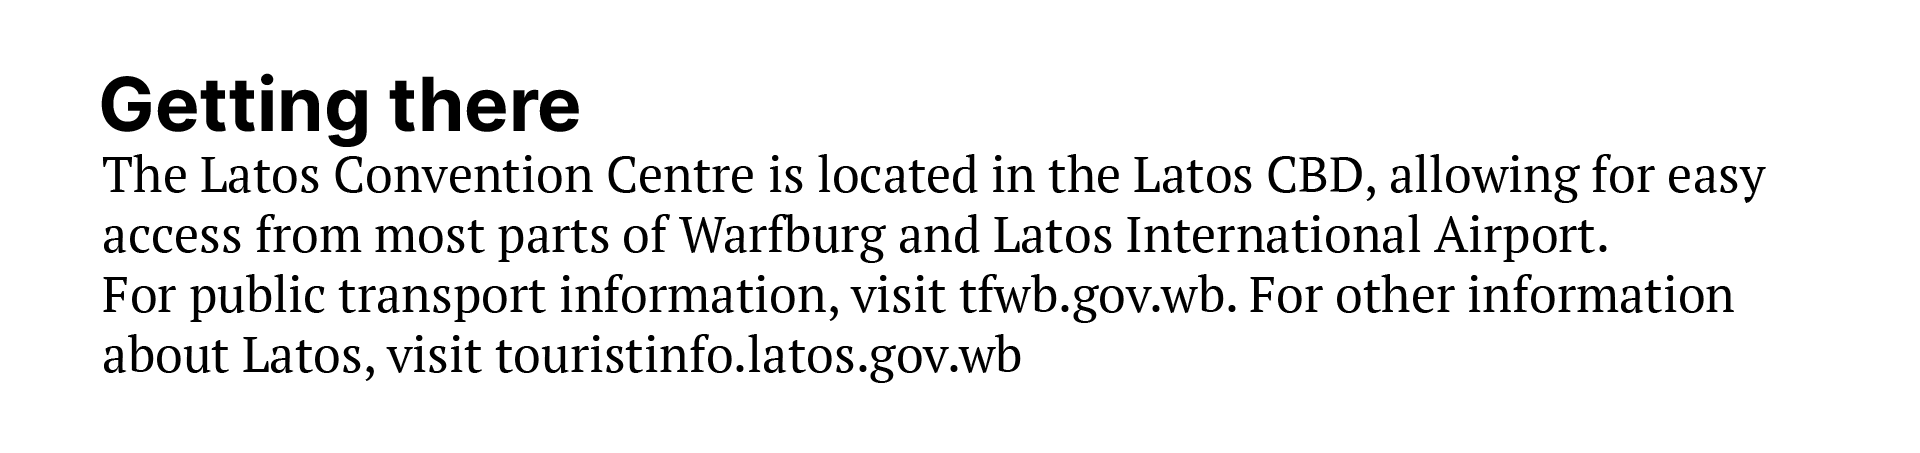 Getting there
The Latos Convention Centre is located in the Latos CBD, allowing for easy
access from most parts of Warfburg and Latos International Airport.
For public transport information, visit tfwb.gov.wb. For other information
about Latos, visit touristinfo.latos.gov.wb